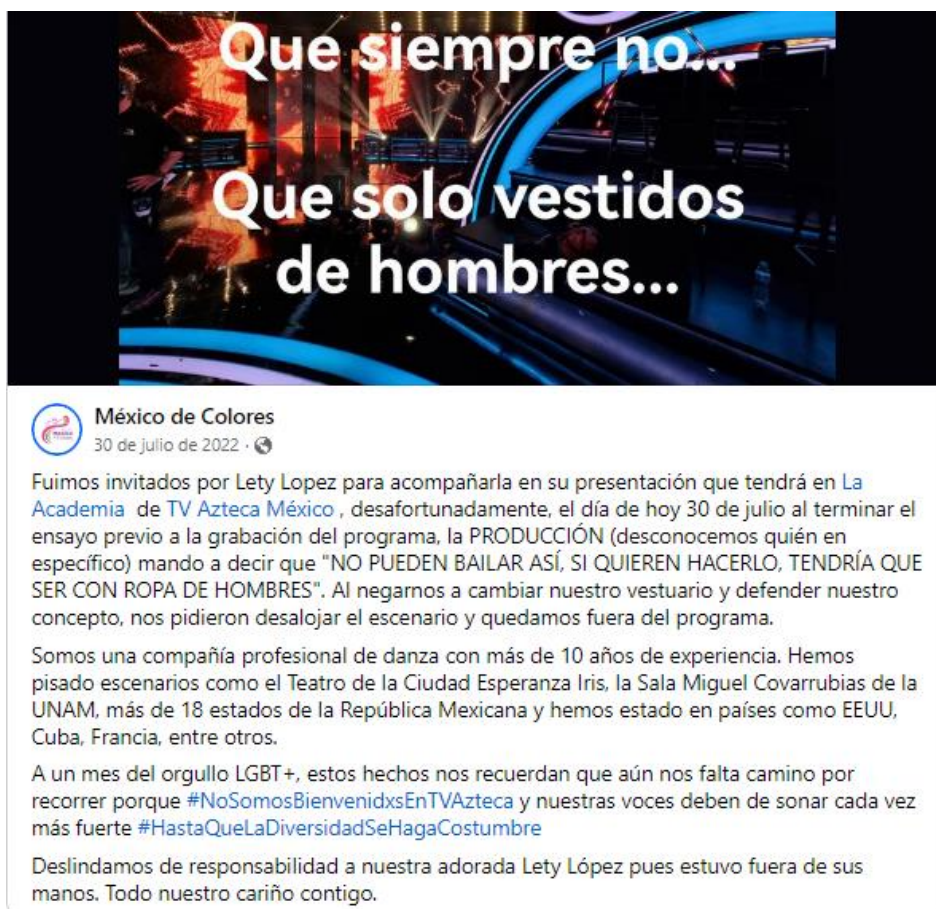 Que siempre no...
Que solo vestidos
de hombres...
México de Colores
30 de julio de 2022 ·
Fuimos invitados por Lety Lopez para acompañarla en su presentación que tendrá en La
Academia de TV Azteca México , desafortunadamente, el día de hoy 30 de julio al terminar el
ensayo previo a la grabación del programa, la PRODUCCIÓN (desconocemos quién en
específico) mando a decir que "NO PUEDEN BAILAR ASÍ, SI QUIEREN HACERLO, TENDRÍA QUE
SER CON ROPA DE HOMBRES". Al negarnos a cambiar nuestro vestuario y defender nuestro
concepto, nos pidieron desalojar el escenario y quedamos fuera del programa.
Somos una compañía profesional de danza con más de 10 años de experiencia. Hemos
pisado escenarios como el Teatro de la Ciudad Esperanza Iris, la Sala Miguel Covarrubias de la
UNAM, más de 18 estados de la República Mexicana y hemos estado en países como EEUU,
Cuba, Francia, entre otros.
A un mes del orgullo LGBT+, estos hechos nos recuerdan que aún nos falta camino por
recorrer porque #NoSomosBienvenidxsEnTVAzteca y nuestras voces deben de sonar cada vez
más fuerte #HastaQueLaDiversidadSeHagaCostumbre
Deslindamos de responsabilidad a nuestra adorada Lety López pues estuvo fuera de sus
manos. Todo nuestro cariño contigo.